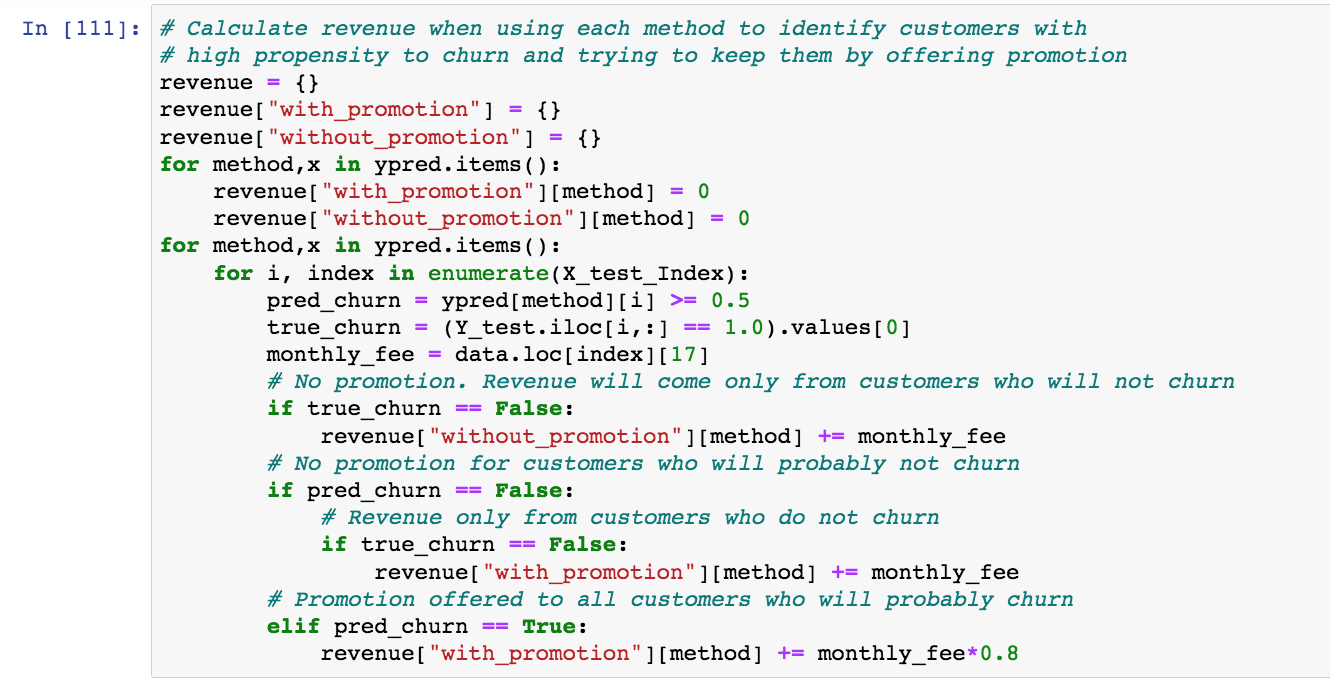 In [111]: # Calculate revenue when using each method to identify customers with
# high propensity to churn and trying to keep them by offering promotion
revenue = {}
revenue["with_promotion"] = {}
revenue["without_promotion"] = {}
for method,x in ypred.items():
    revenue["with_promotion"][method] = 0
    revenue["without_promotion"][method] = 0
for method,x in ypred.items():
    for i, index in enumerate(X_test_Index):
        pred_churn = ypred[method][i] >= 0.5
        true_churn = (Y_test.iloc[i,:] == 1.0).values[0]
        monthly_fee = data.loc[index][17]
        # No promotion. Revenue will come only from customers who will not churn
        if true_churn == False:
            revenue["without_promotion"][method] += monthly_fee
        # No promotion for customers who will probably not churn
        if pred_churn == False:
            # Revenue only from customers who do not churn
            if true_churn == False:
                revenue["with_promotion"][method] += monthly_fee
        # Promotion offered to all customers who will probably churn
        elif pred_churn == True:
            revenue["with_promotion"][method] += monthly_fee*0.8